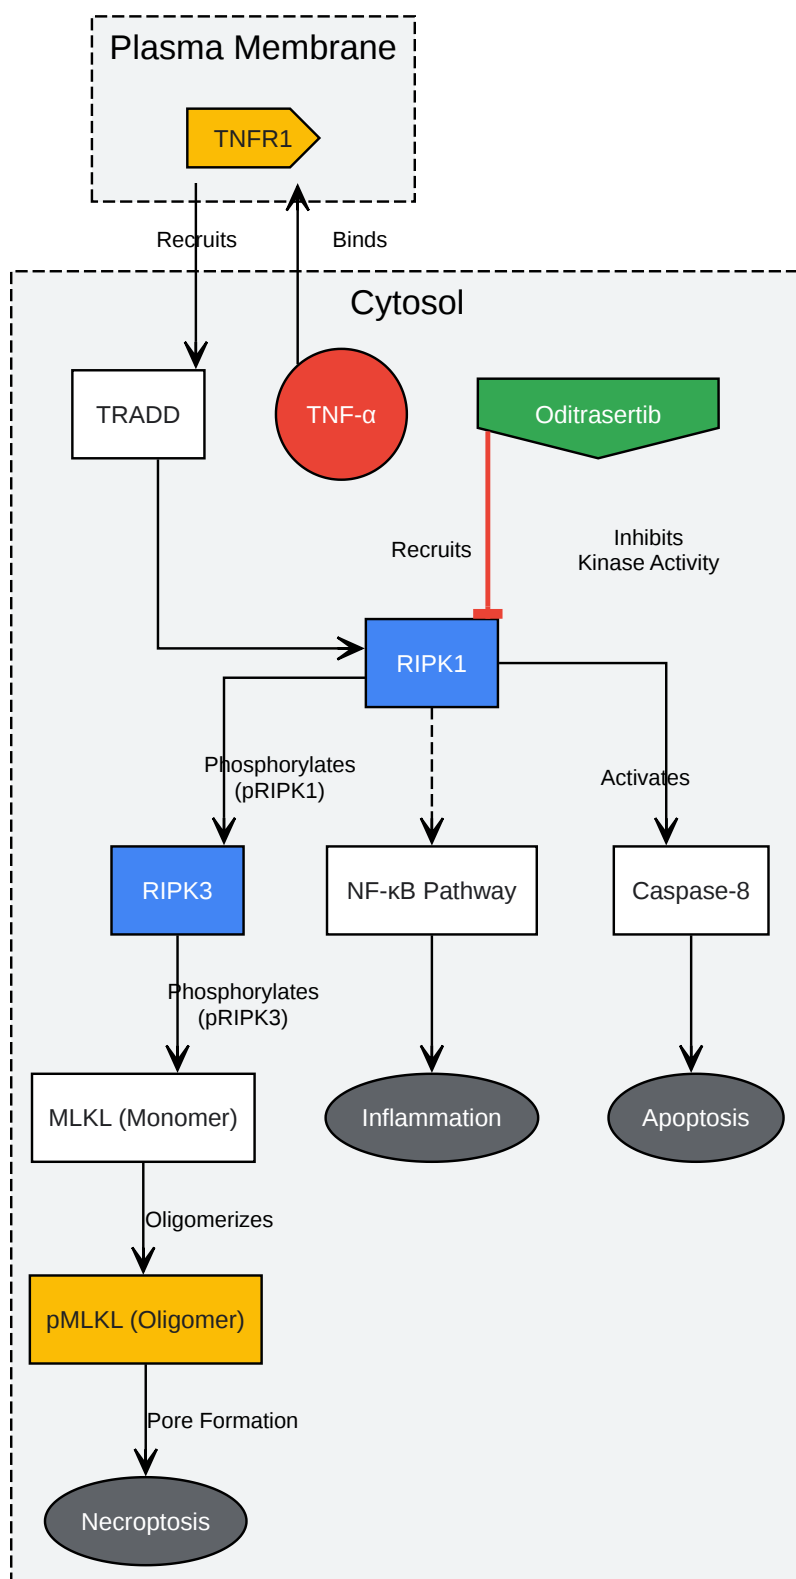 Plasma Membrane
TNFR1
Recruits
Binds
Cytosol
TRADD
TNF-α
Oditrasertib
Recruits
Inhibits
Kinase Activity
RIPK1
Phosphorylates
(pRIPK1)
Activates
RIPK3
NF-κB Pathway
Caspase-8
Phosphorylates
(pRIPK3)
MLKL (Monomer)
Inflammation
Apoptosis
Oligomerizes
pMLKL (Oligomer)
Pore Formation
Necroptosis